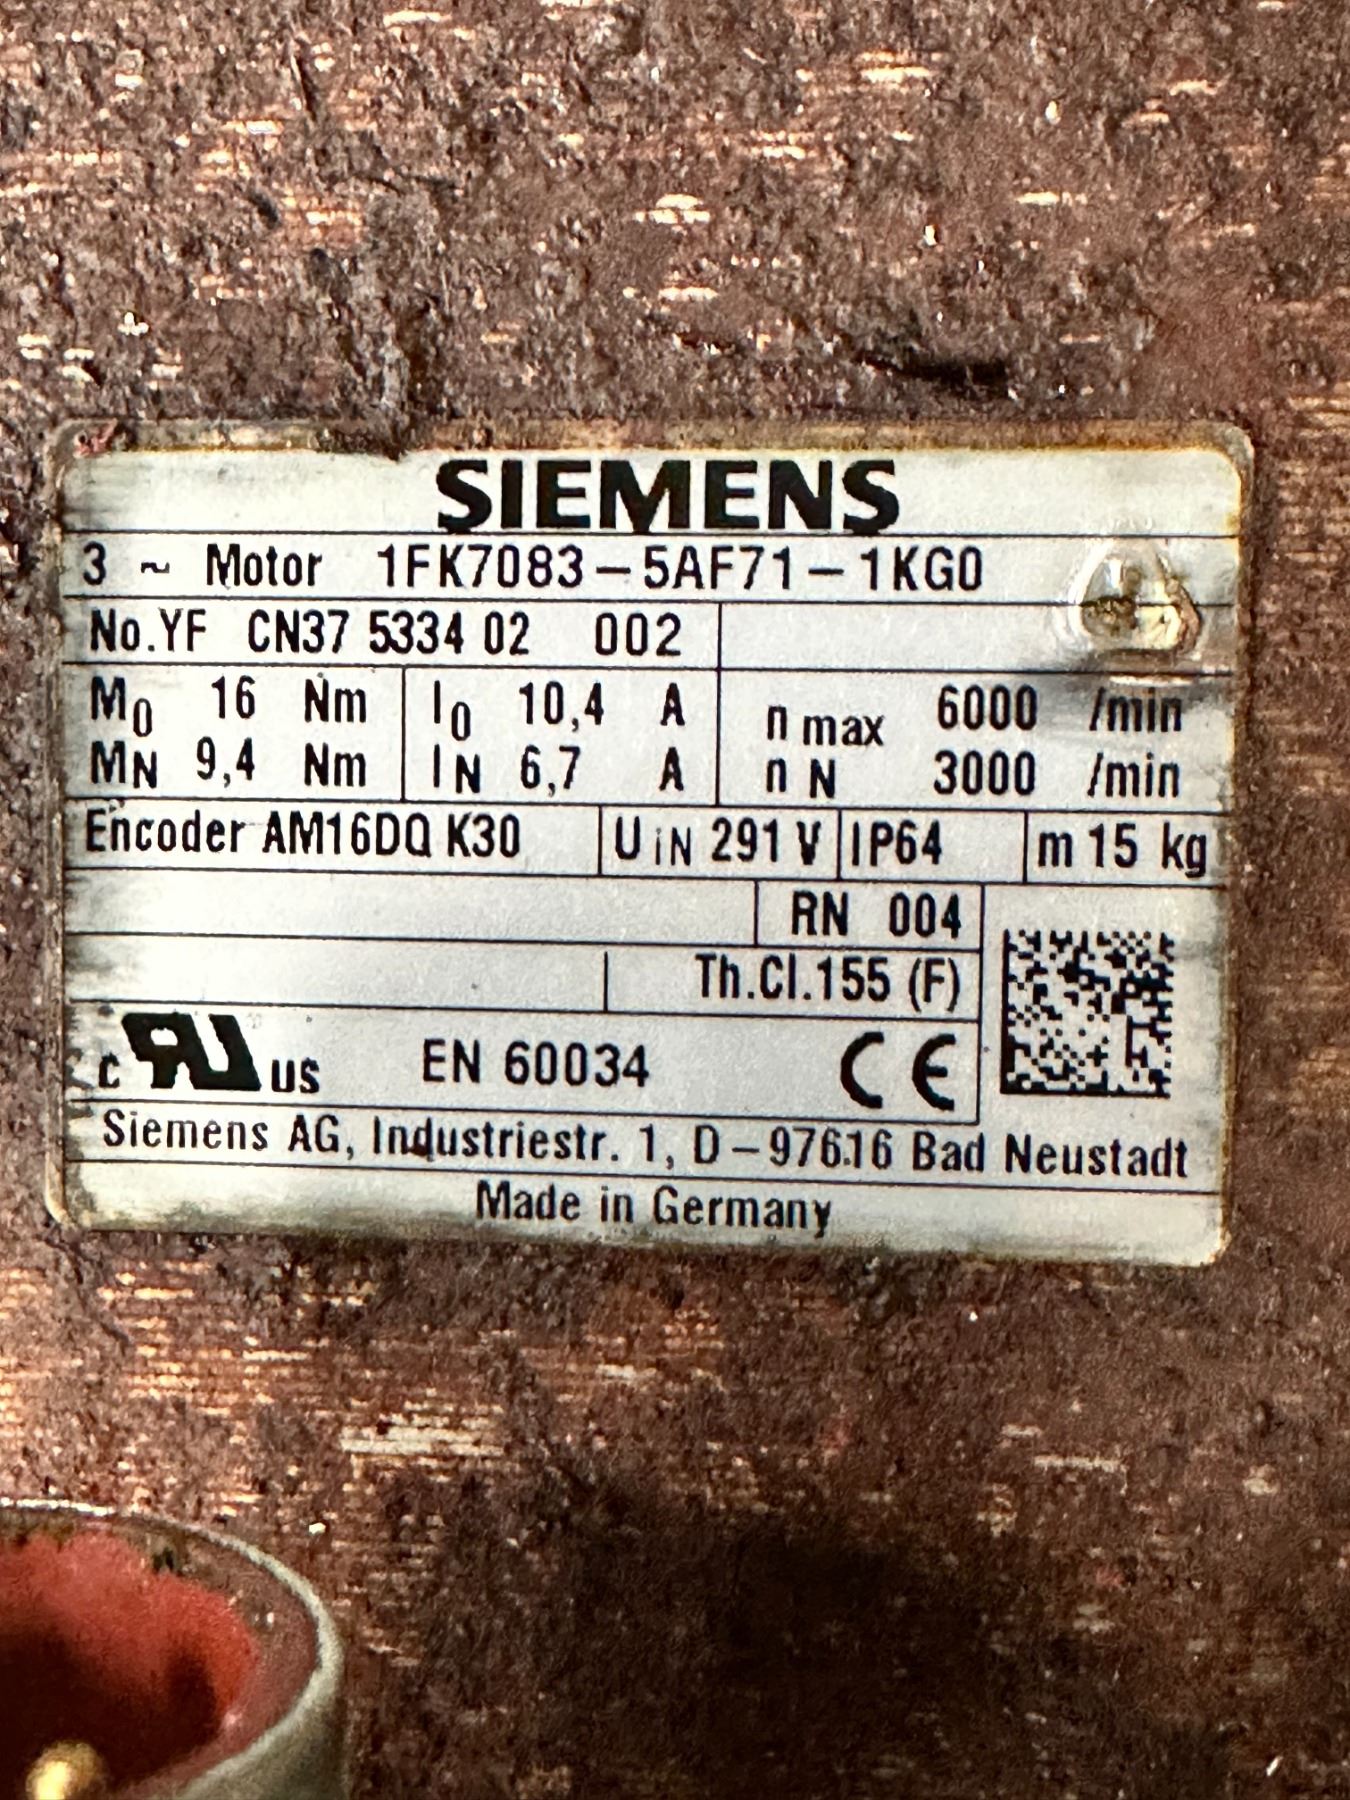 SIEMENS
3 ~ Motor 1FK7083-5AF71-1KG0
No.YF CN37 5334 02 002
M0 16 Nm I0 10,4 A n max 6000 /min
MN 9,4 Nm IN 6,7 A n N 3000 /min
Encoder AM16DQ K30 U iN 291 V IP64 m 15 kg
RN 004
Th.Cl.155 (F)
c RU US EN 60034 CE
Siemens AG, Industriestr. 1, D-97616 Bad Neustadt
Made in Germany